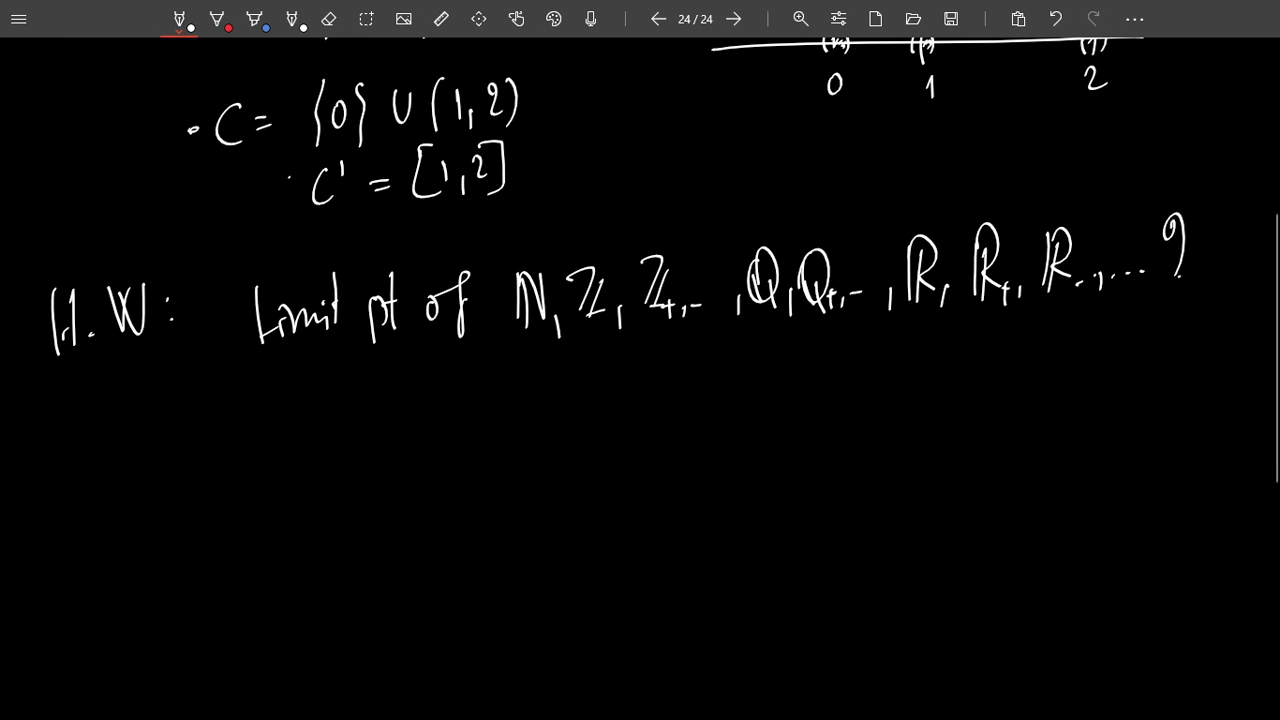 24 / 24
0 1 2
• C = {0} ∪ (1, 2)
C' = [1, 2]
H.W: Limit pt of ℕ, ℤ, ℤ+,-, ℚ, ℚ+,-, ℝ, ℝ+, ℝ-, ... ?